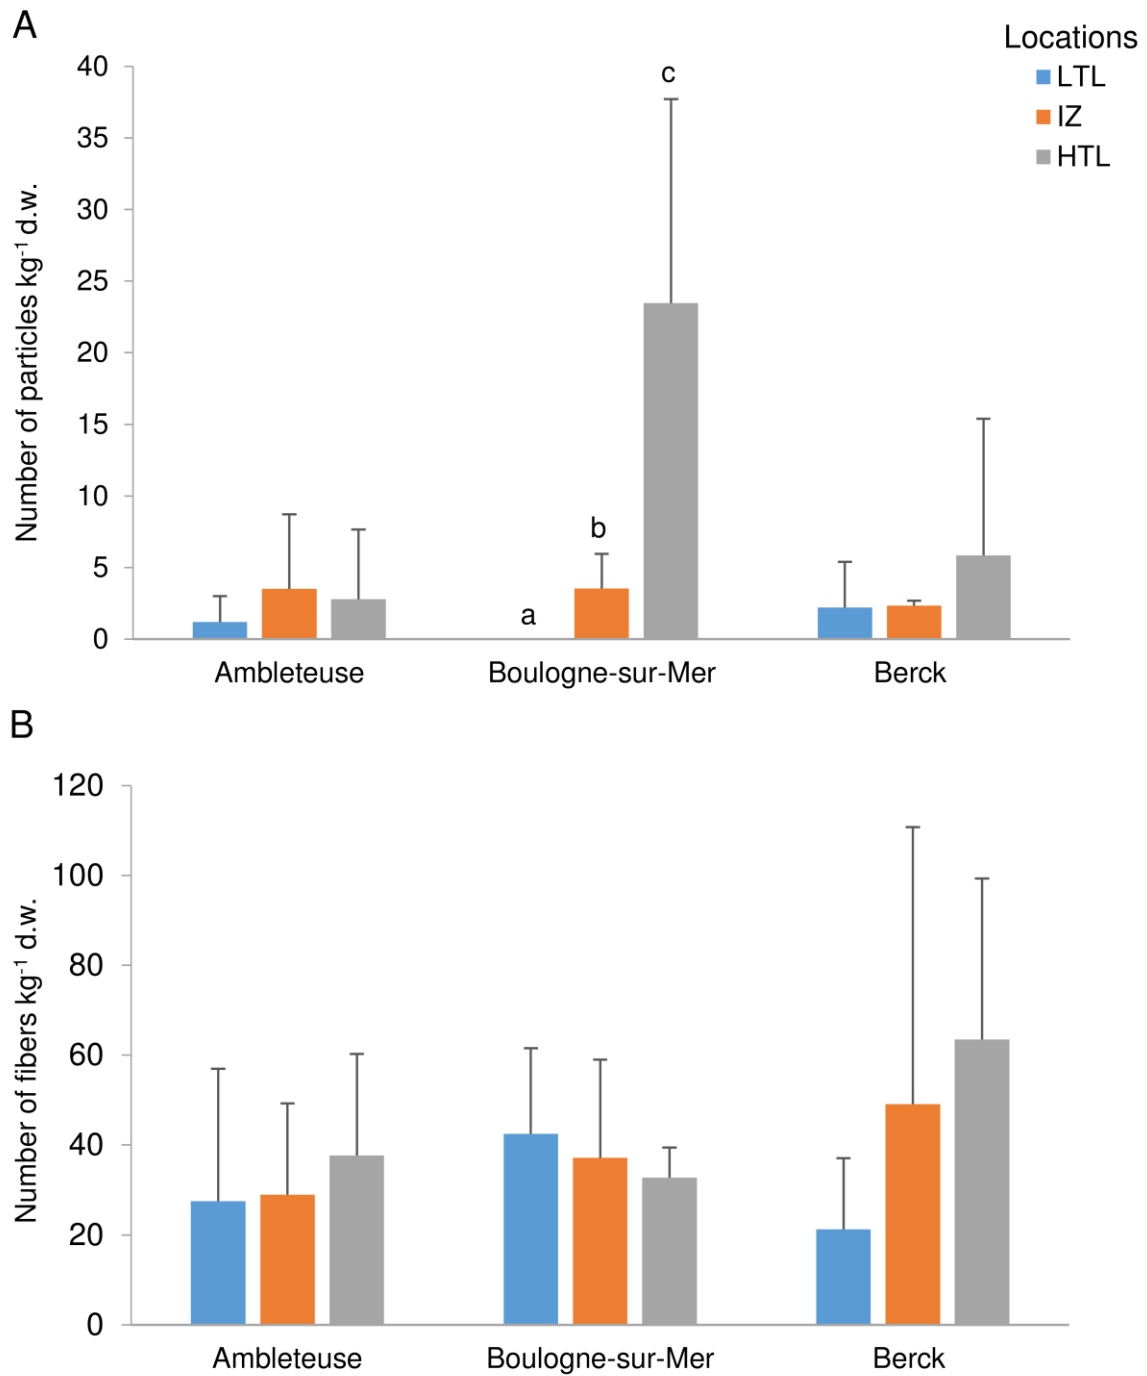 A
Locations
LTL
IZ
HTL
Number of particles kg⁻¹ d.w.
40
35
30
25
20
15
10
5
0
a
b
c
Ambleteuse Boulogne-sur-Mer Berck
B
Number of fibers kg⁻¹ d.w.
120
100
80
60
40
20
0
Ambleteuse Boulogne-sur-Mer Berck